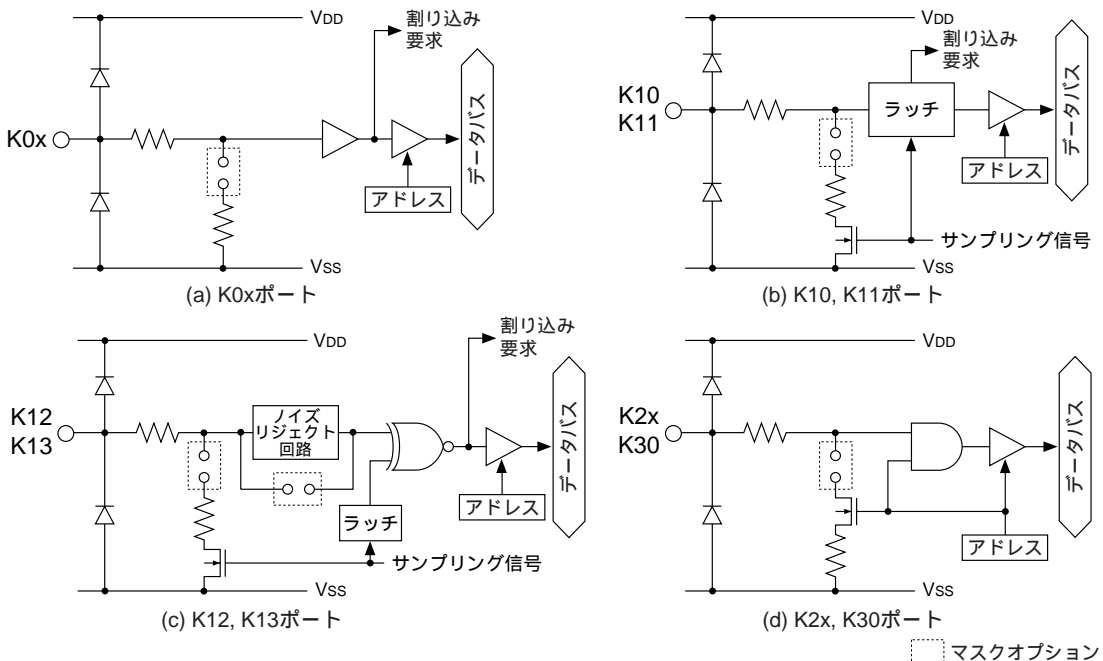 VDD
割り込み
要求
K0x
データバス
アドレス
VSS
(a) K0xポート
VDD
割り込み
要求
K10
K11
ラッチ
データバス
アドレス
サンプリング信号
VSS
(b) K10, K11ポート
VDD
割り込み
要求
K12
K13
ノイズ
リジェクト
回路
データバス
アドレス
ラッチ
サンプリング信号
VSS
(c) K12, K13ポート
VDD
K2x
K30
データバス
アドレス
VSS
(d) K2x, K30ポート
マスクオプション